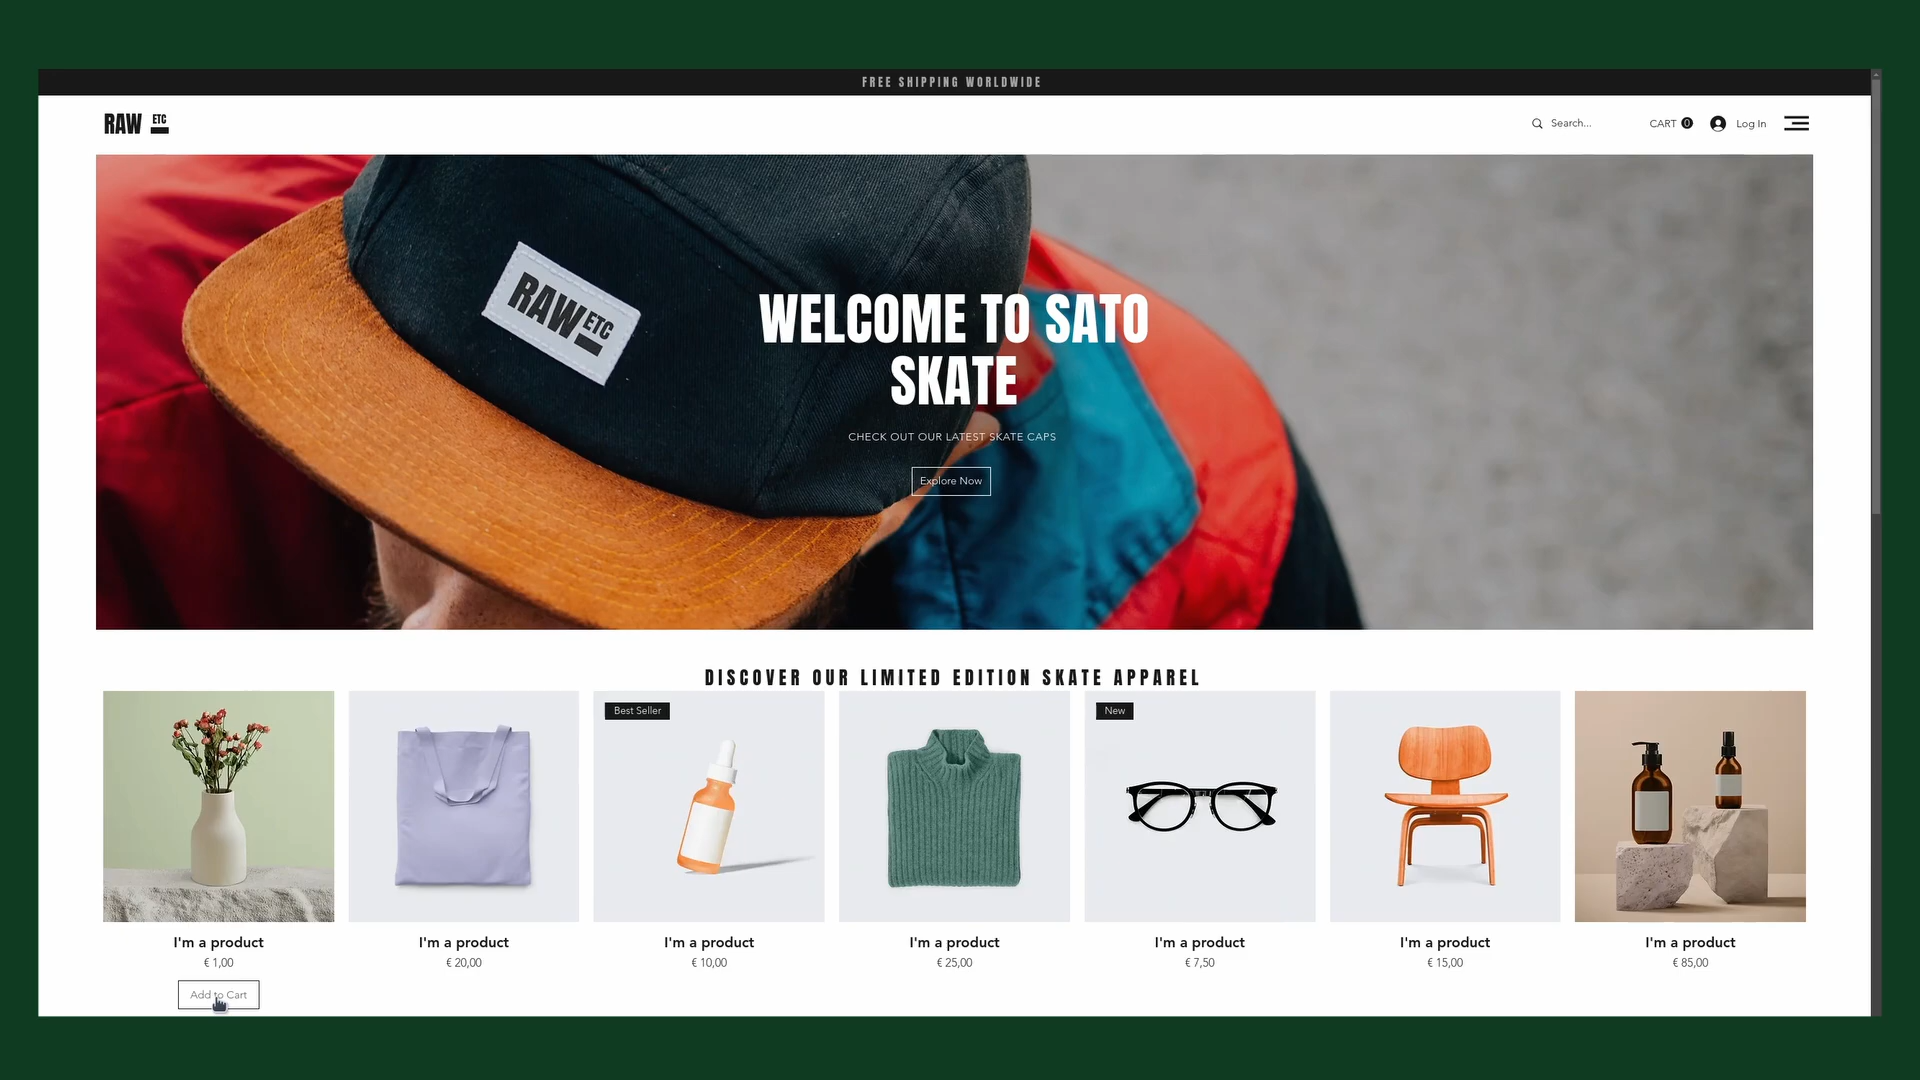 FREE SHIPPING WORLDWIDE
RAW ETC
Search...
CART 0
Log In
RAW ETC
WELCOME TO SATO
SKATE
CHECK OUT OUR LATEST SKATE CAPS
Explore Now
DISCOVER OUR LIMITED EDITION SKATE APPAREL
Best Seller
New
I'm a product
€ 1,00
Add to Cart
I'm a product
€ 20,00
I'm a product
€ 10,00
I'm a product
€ 25,00
I'm a product
€ 7,50
I'm a product
€ 15,00
I'm a product
€ 85,00